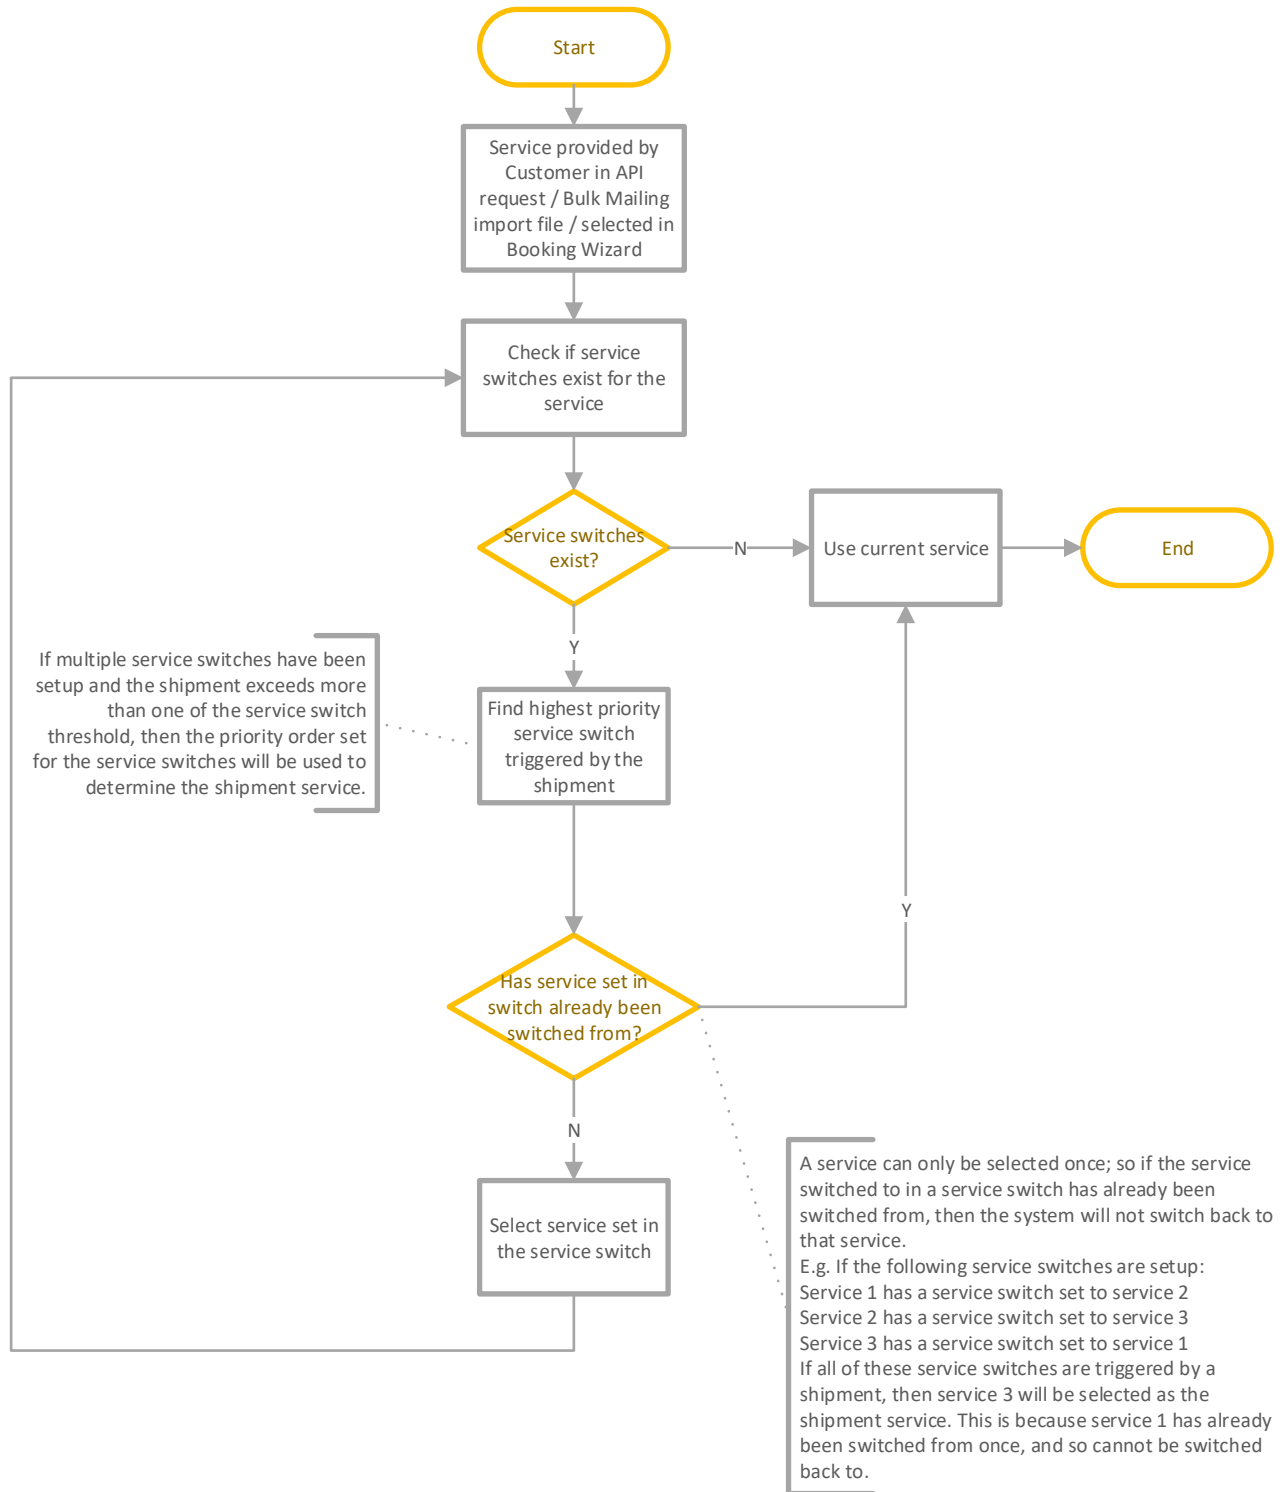 Start
Service provided by
Customer in API
request / Bulk Mailing
import file / selected in
Booking Wizard
Check if service
switches exist for the
service
Service switches
exist?
N
Use current service
End
Y
If multiple service switches have been
setup and the shipment exceeds more
than one of the service switch
threshold, then the priority order set
for the service switches will be used to
determine the shipment service.
Find highest priority
service switch
triggered by the
shipment
Y
Has service set in
switch already been
switched from?
N
Select service set in
the service switch
A service can only be selected once; so if the service
switched to in a service switch has already been
switched from, then the system will not switch back to
that service.
E.g. If the following service switches are setup:
Service 1 has a service switch set to service 2
Service 2 has a service switch set to service 3
Service 3 has a service switch set to service 1
If all of these service switches are triggered by a
shipment, then service 3 will be selected as the
shipment service. This is because service 1 has already
been switched from once, and so cannot be switched
back to.